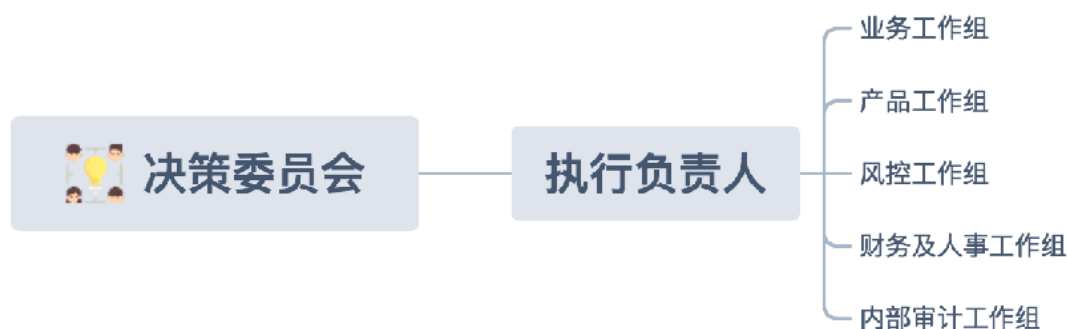 决策委员会
执行负责人
业务工作组
产品工作组
风控工作组
财务及人事工作组
内部审计工作组